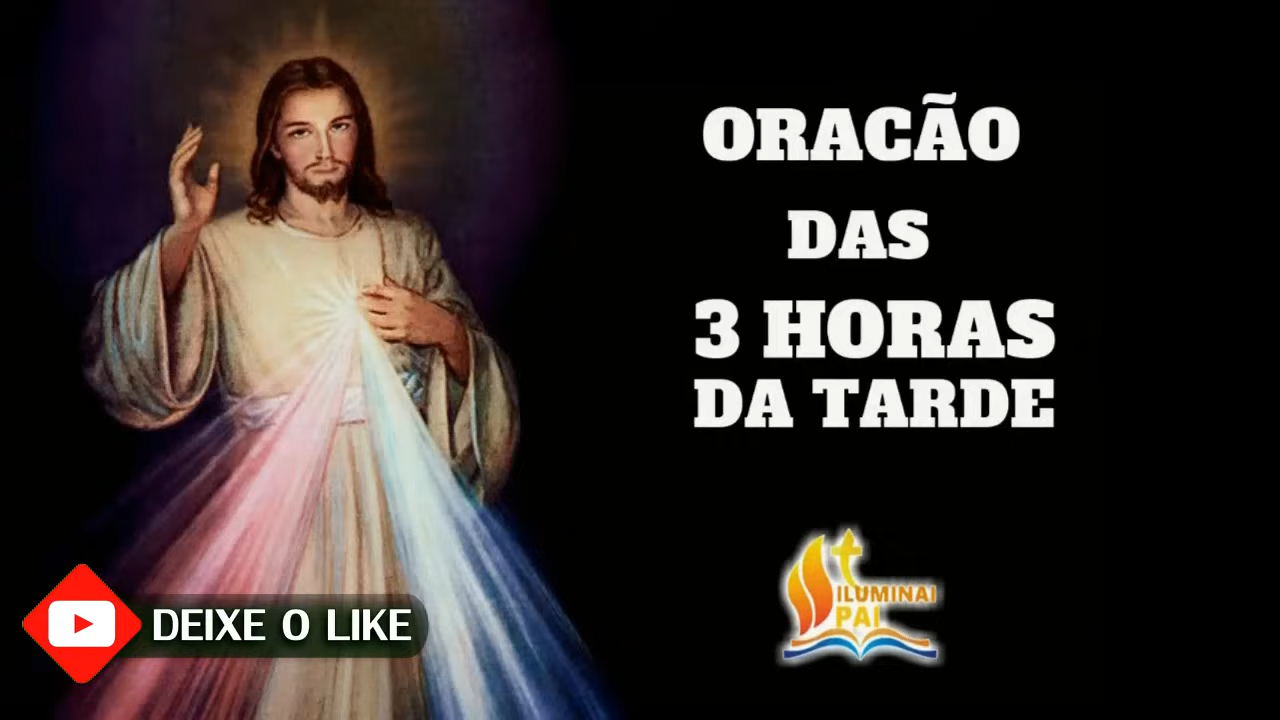 ORACÃO
DAS
3 HORAS
DA TARDE
ILUMINAI
PAI
DEIXE O LIKE